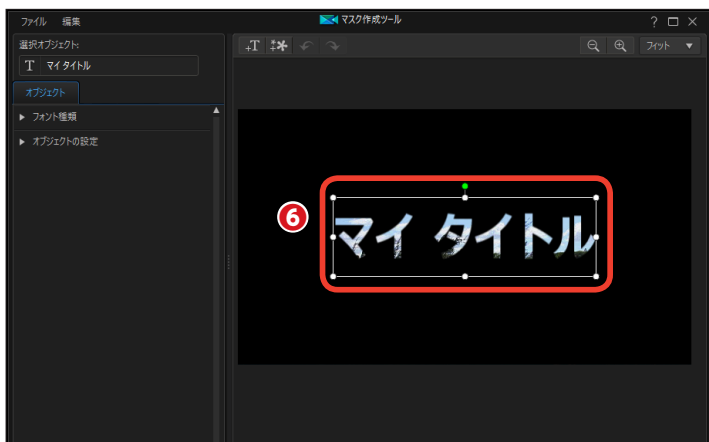 ファイル 編集 マスク作成ツール ?
選択オブジェクト:
T マイ タイトル
+T フィット
オブジェクト
フォント種類
オブジェクトの設定
6
マイ タイトル